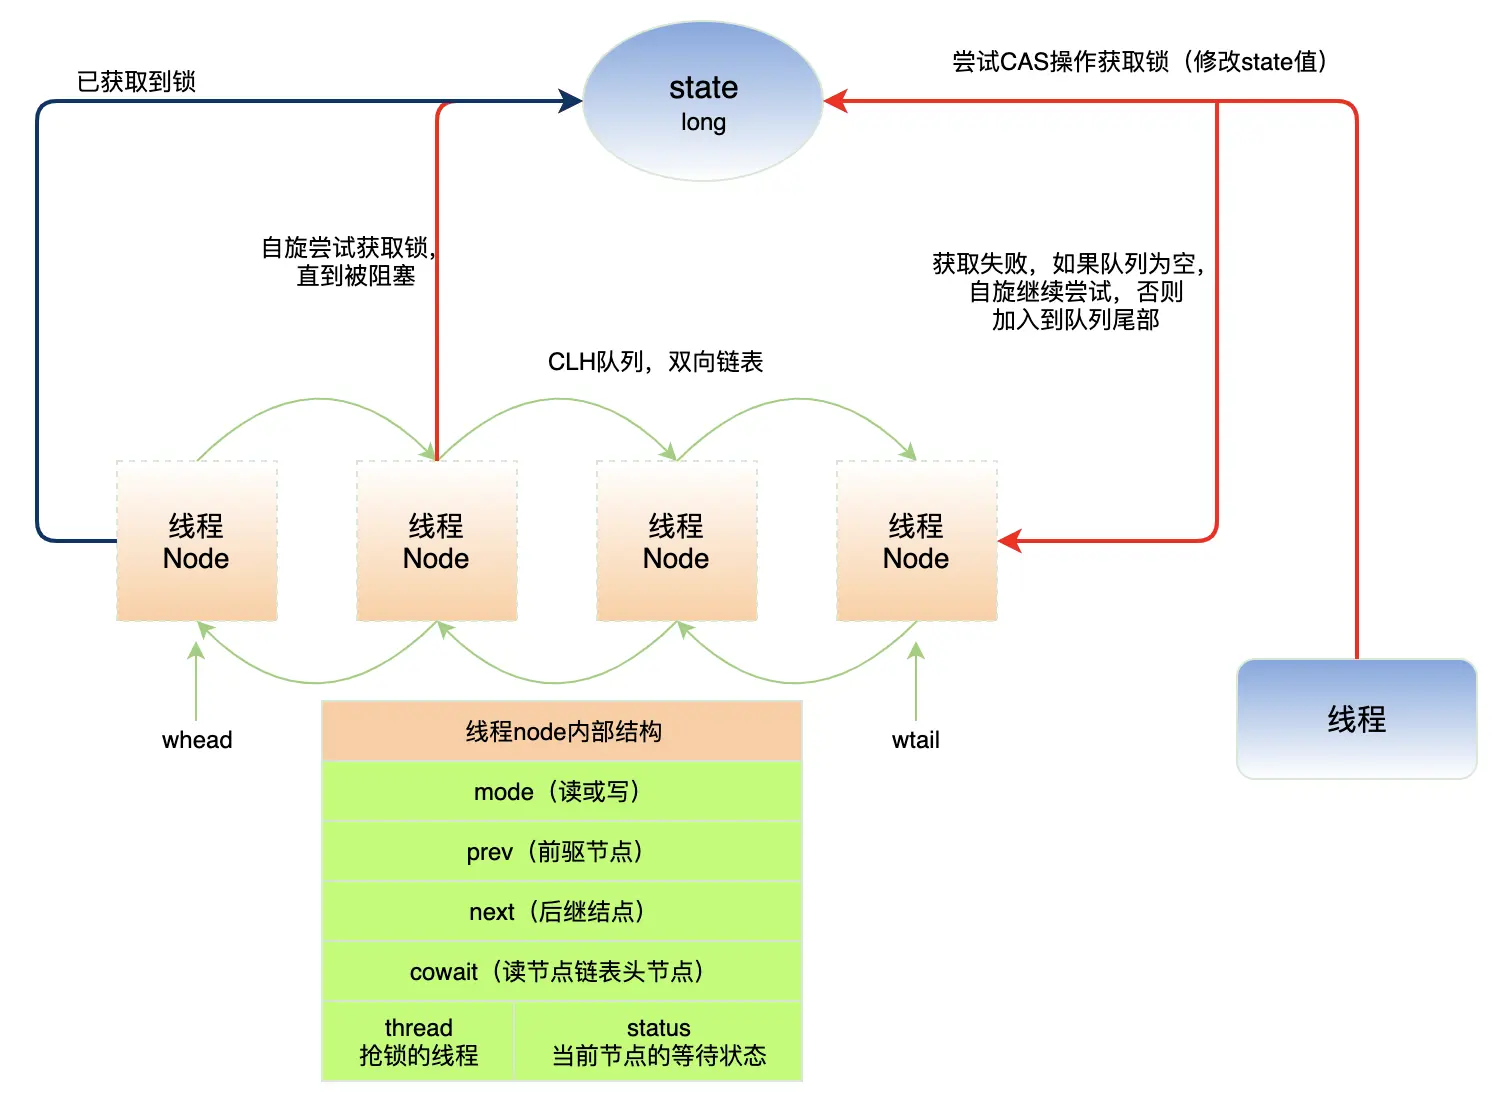 已获取到锁
state
long
尝试CAS操作获取锁（修改state值）
自旋尝试获取锁，
直到被阻塞
获取失败，如果队列为空，
自旋继续尝试，否则
加入到队列尾部
CLH队列，双向链表
线程
Node
线程
Node
线程
Node
线程
Node
whead
wtail
线程
线程node内部结构
mode（读或写）
prev（前驱节点）
next（后继结点）
cowait（读节点链表头节点）
thread
抢锁的线程
status
当前节点的等待状态